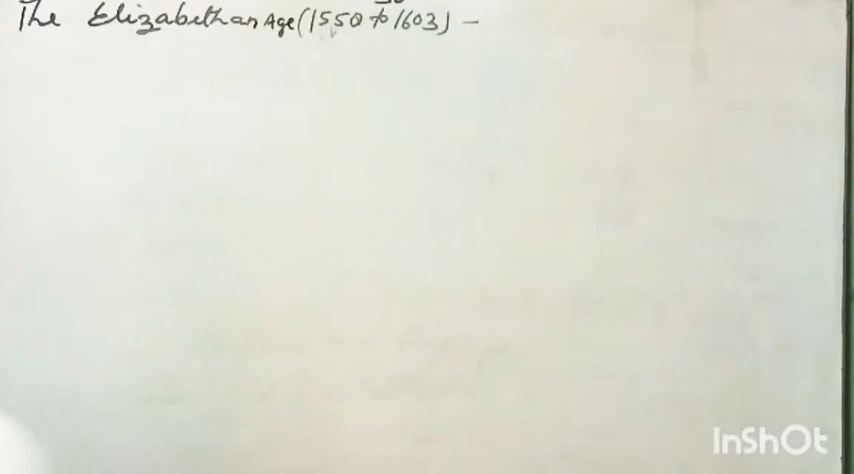 The Elizabethan Age (1550 to 1603) -
InShOt